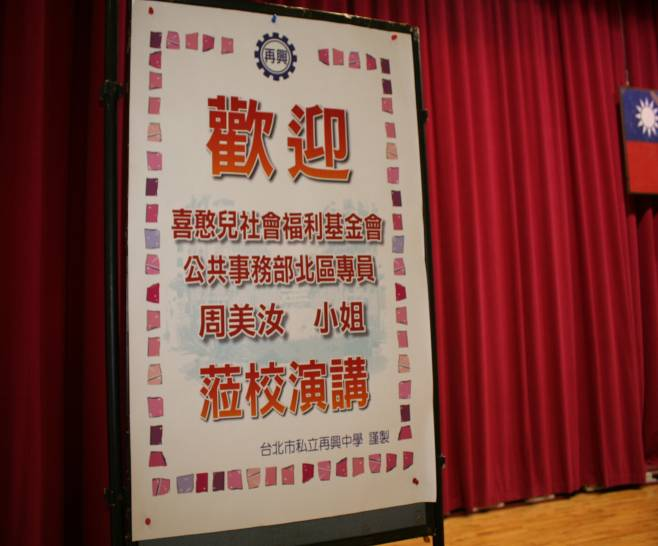 再興
歡迎
喜憨兒社會福利基金會
公共事務部北區專員
周美汝 小姐
蒞校演講
台北市私立再興中學 謹製